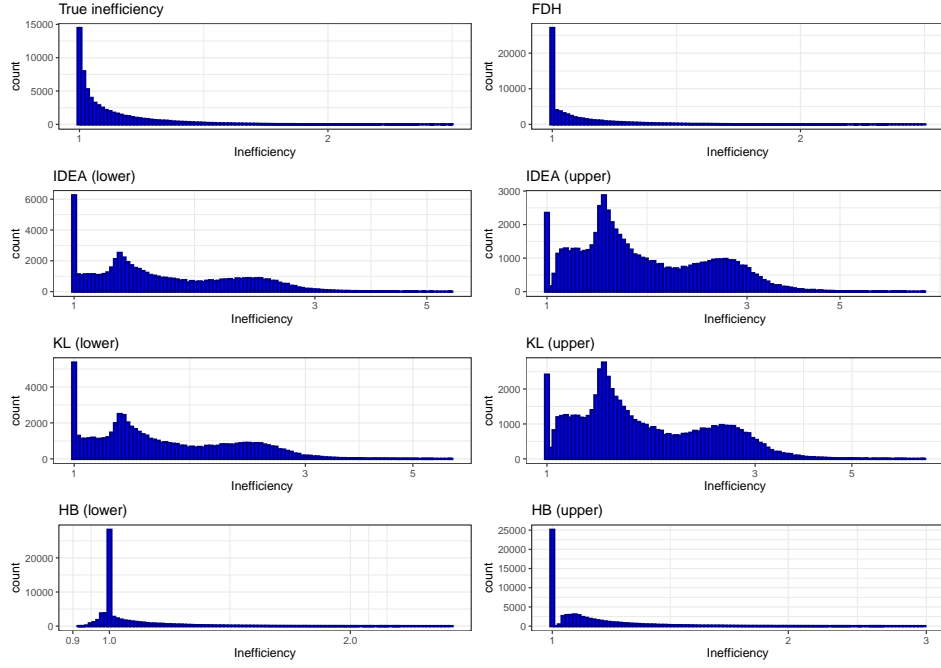 True inefficiency
15000
10000
5000
0
count
1
2
Inefficiency
FDH
20000
10000
0
count
1
2
Inefficiency
IDEA (lower)
6000
4000
2000
0
count
1
3
5
Inefficiency
IDEA (upper)
3000
2000
1000
0
count
1
3
5
Inefficiency
KL (lower)
4000
2000
0
count
1
3
5
Inefficiency
KL (upper)
2000
1000
0
count
1
3
5
Inefficiency
HB (lower)
20000
10000
0
count
0.9
1.0
2.0
Inefficiency
HB (upper)
25000
20000
15000
10000
5000
0
count
1
2
3
Inefficiency